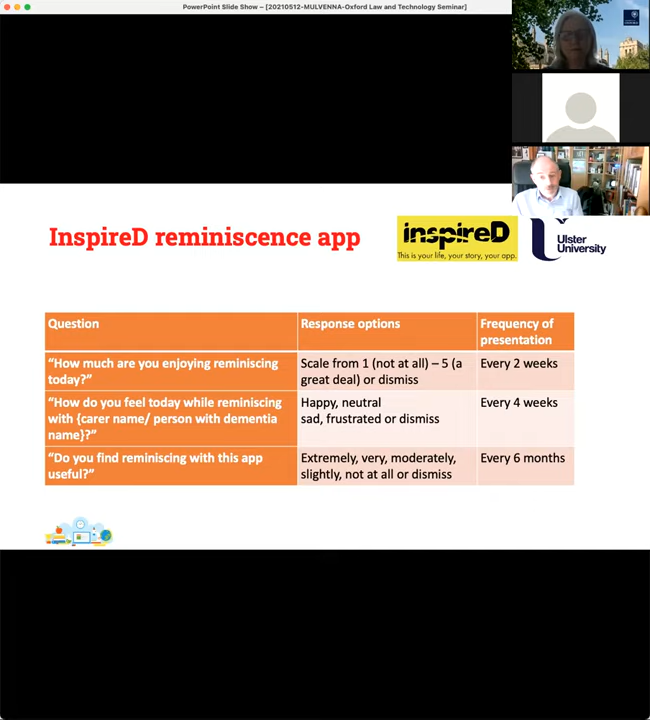 PowerPoint Slide Show – [20210512-MULVENNA-Oxford Law and Technology Seminar]
InspireD reminiscence app
inspireD
This is your life, your story, your app.
Ulster
University
Question
Response options
Frequency of
presentation
“How much are you enjoying reminiscing
today?”
Scale from 1 (not at all) – 5 (a
great deal) or dismiss
Every 2 weeks
“How do you feel today while reminiscing
with {carer name/ person with dementia
name}?”
Happy, neutral
sad, frustrated or dismiss
Every 4 weeks
“Do you find reminiscing with this app
useful?”
Extremely, very, moderately,
slightly, not at all or dismiss
Every 6 months